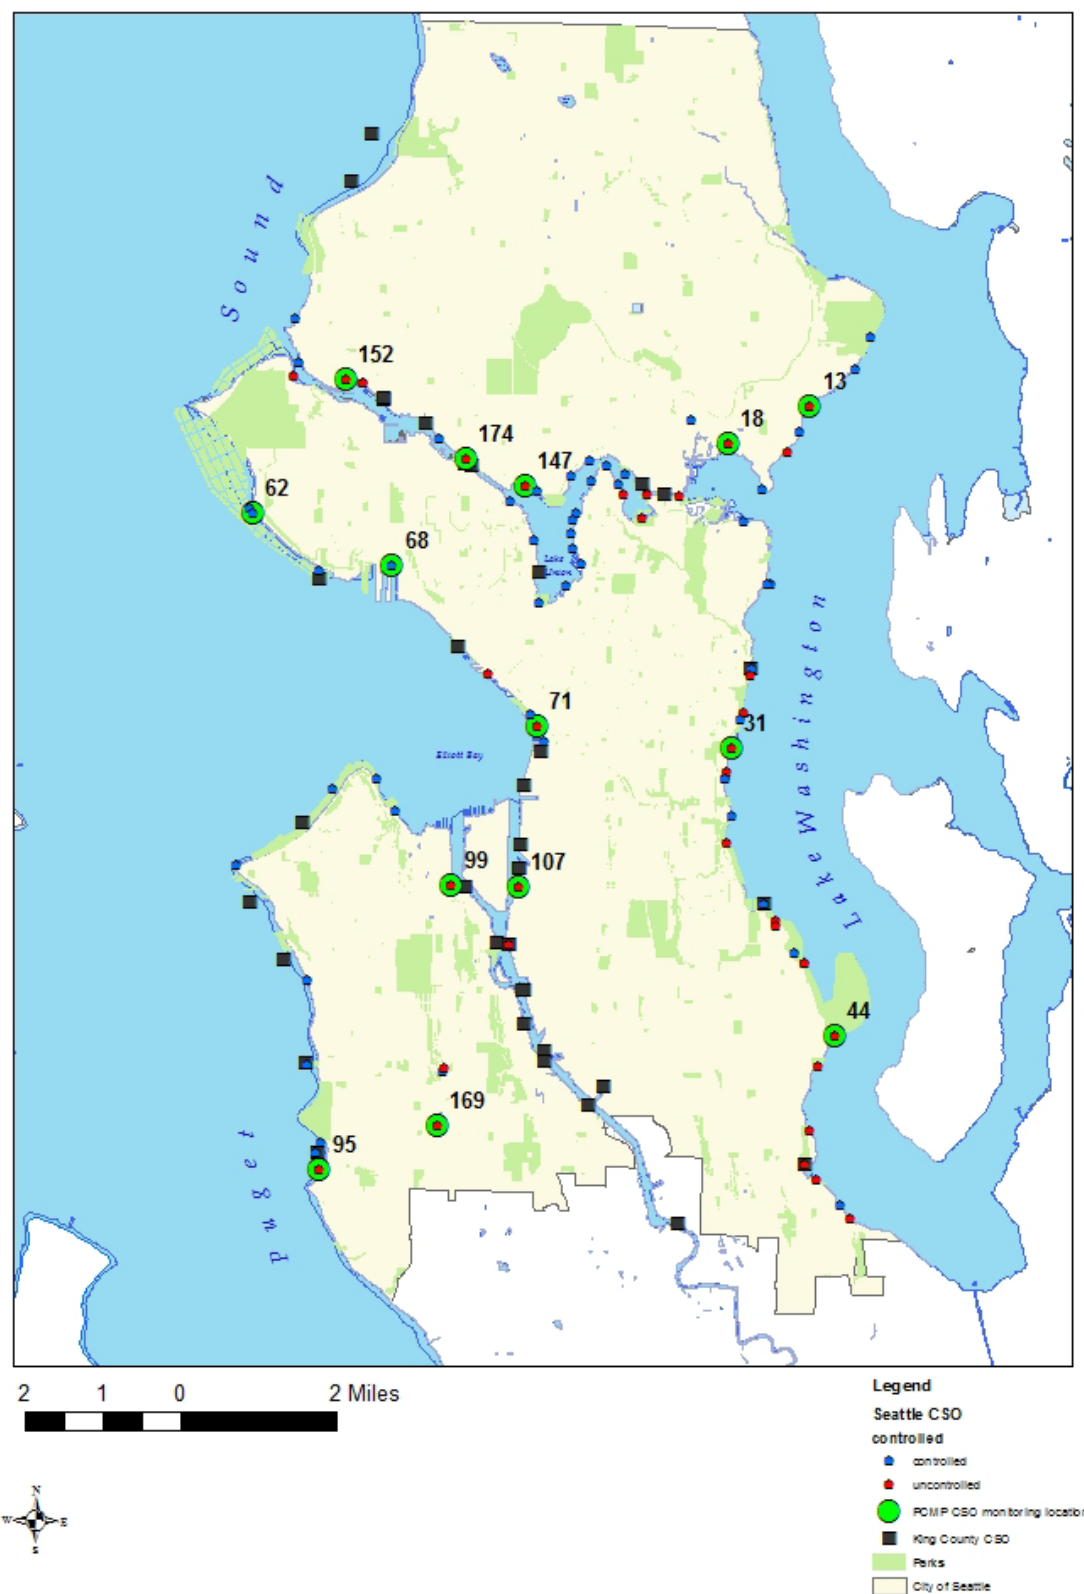 Sound
152
13
18
174
147
62
68
Lake
Union
Lake Washington
71
31
Elliott Bay
99
107
44
169
95
Puget
2 1 0 2 Miles
Legend
Seattle CSO
controlled
controlled
uncontrolled
PCMP CSO monitoring location
King County CSO
Parks
City of Seattle
N
W E
S